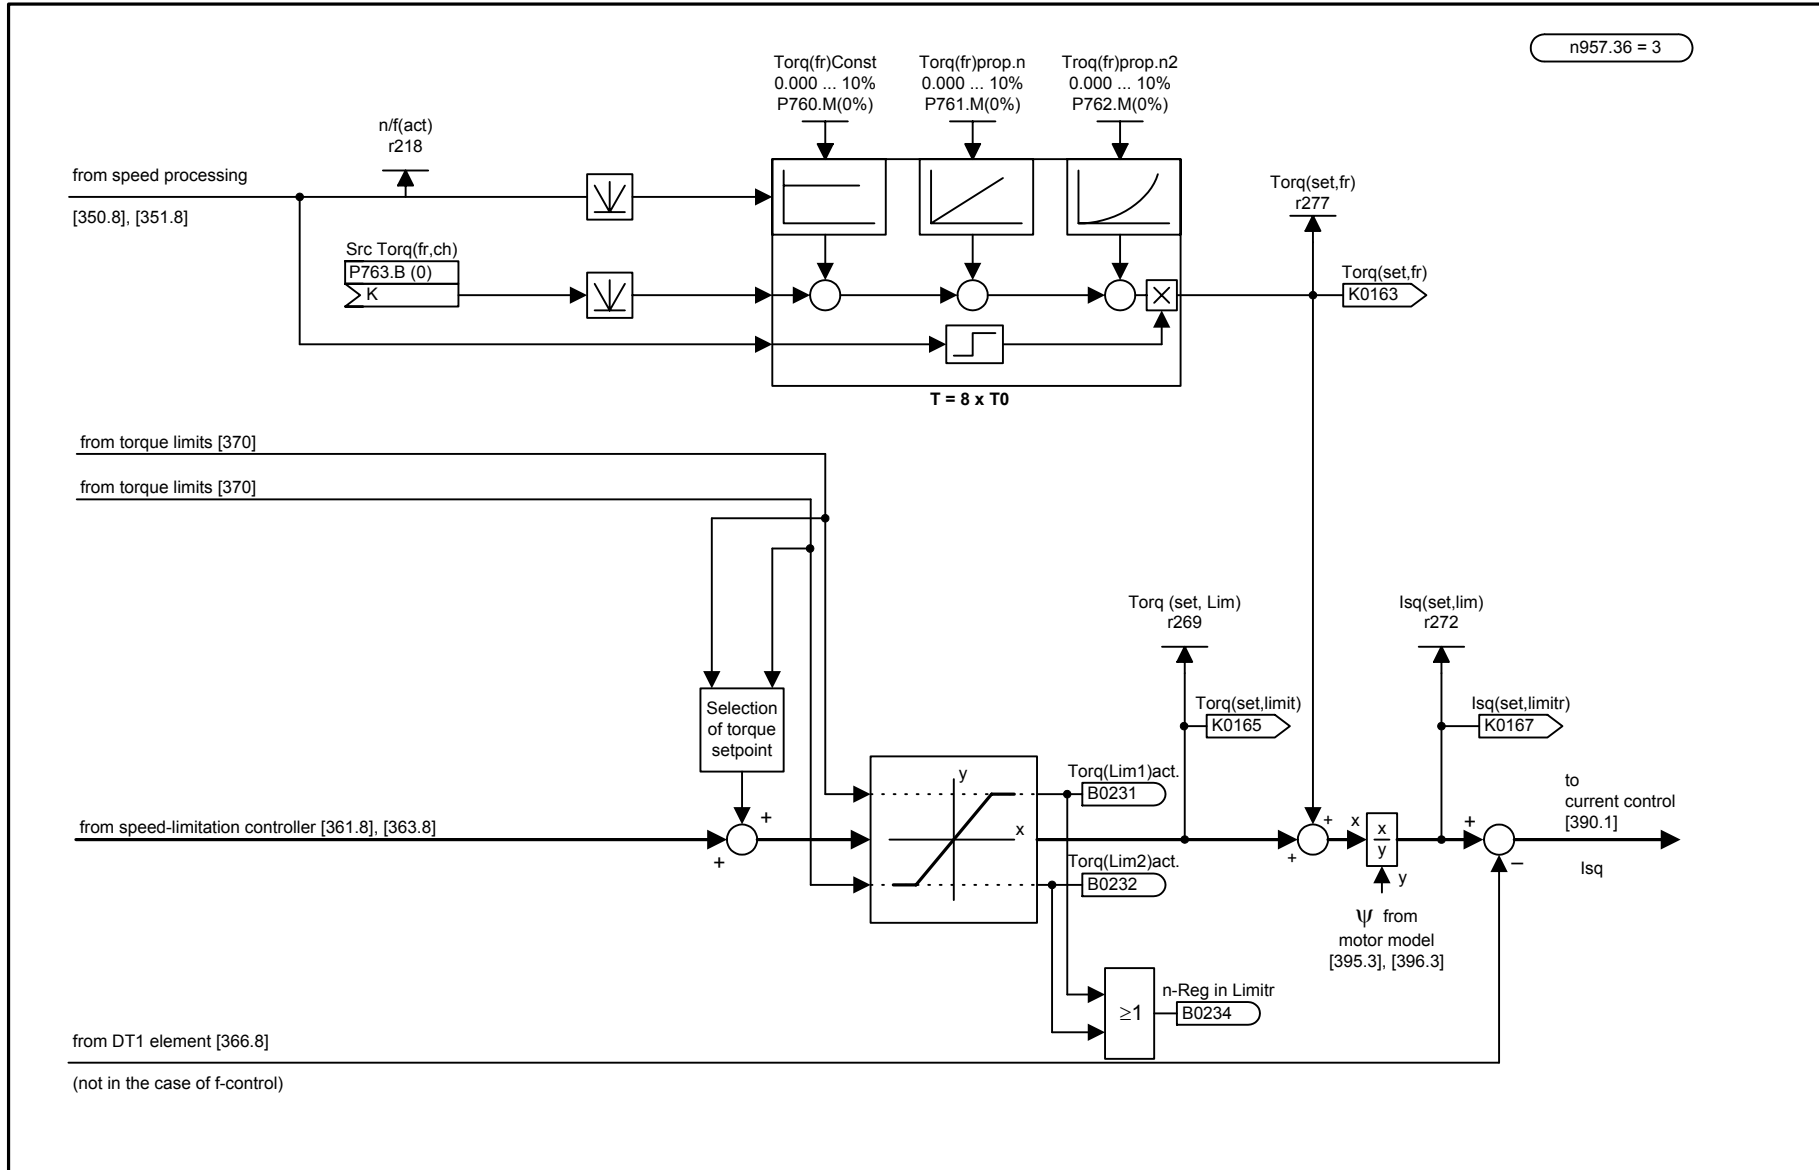 n957.36 = 3
Torq(fr)Const
0.000 ... 10%
P760.M(0%)
Torq(fr)prop.n
0.000 ... 10%
P761.M(0%)
Troq(fr)prop.n2
0.000 ... 10%
P762.M(0%)
n/f(act)
r218
from speed processing
[350.8], [351.8]
Src Torq(fr,ch)
P763.B (0)
K
Torq(set,fr)
r277
Torq(set,fr)
K0163
T = 8 x T0
from torque limits [370]
from torque limits [370]
Torq (set, Lim)
r269
Isq(set,lim)
r272
Selection
of torque
setpoint
Torq(set,limit)
K0165
Isq(set,limitr)
K0167
y
x
Torq(Lim1)act.
B0231
to
current control
[390.1]
Isq
from speed-limitation controller [361.8], [363.8]
+
+
+
+
x
x
y
y
+
–
Torq(Lim2)act.
B0232
ψ from
motor model
[395.3], [396.3]
≥1
n-Reg in Limitr
B0234
from DT1 element [366.8]
(not in the case of f-control)